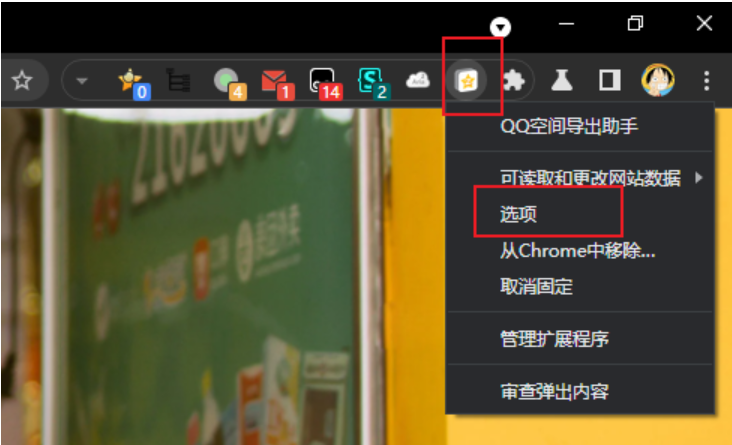 0
4
1
14
2
QQ空间导出助手
可读取和更改网站数据
选项
从Chrome中移除...
取消固定
管理扩展程序
审查弹出内容